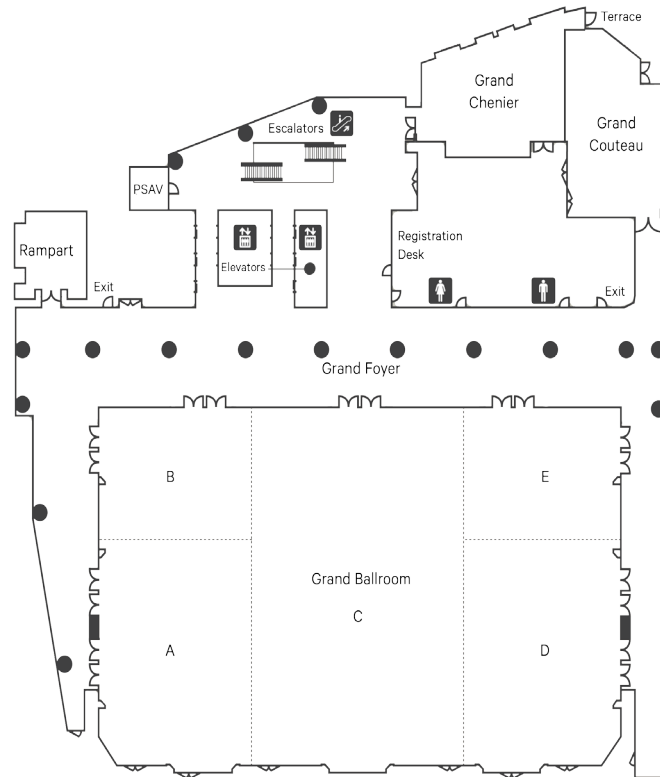 Terrace
Grand
Chenier
Grand
Couteau
Escalators
PSAV
Rampart
Registration
Desk
Elevators
Exit
Exit
Grand Foyer
B
E
Grand Ballroom
C
A
D